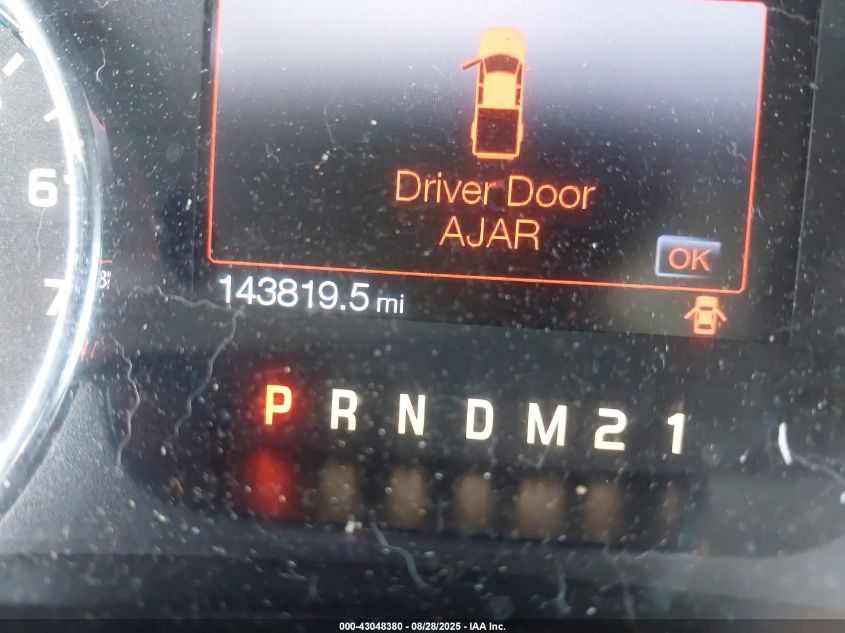 Driver Door
AJAR
OK
6
7
143819.5 mi
P R N D M 2 1
000-43048380 - 08/28/2025 - IAA Inc.